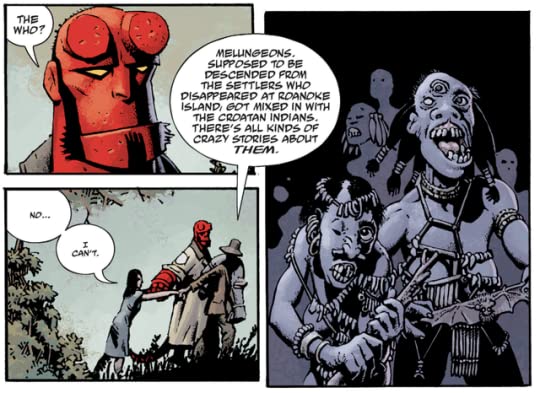 THE
WHO?
MELUNGEONS.
SUPPOSED TO BE
DESCENDED FROM
THE SETTLERS WHO
DISAPPEARED AT ROANOKE
ISLAND, GOT MIXED IN WITH
THE CROATAN INDIANS.
THERE'S ALL KINDS OF
CRAZY STORIES ABOUT
THEM.
NO...
I
CAN'T.